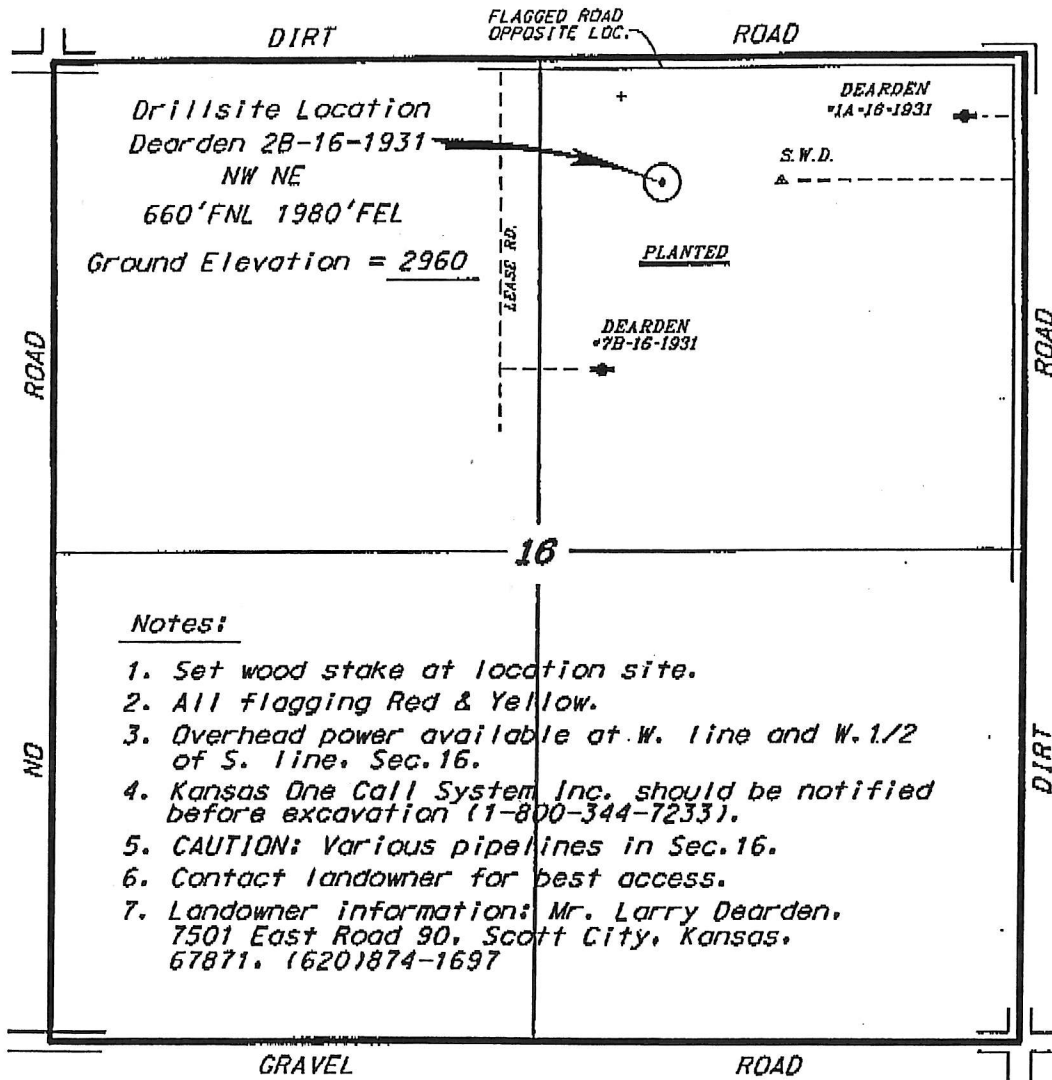 FLAGGED ROAD
OPPOSITE LOC.
DIRT ROAD
Drillsite Location
Dearden 2B-16-1931
NW NE
660'FNL 1980'FEL
Ground Elevation = 2960
DEARDEN
#1A-16-1931
S.W.D.
PLANTED
LEASE RD.
DEARDEN
#7B-16-1931
NO ROAD
DIRT ROAD
16
Notes:
1. Set wood stake at location site.
2. All flagging Red & Yellow.
3. Overhead power available at W. line and W.1/2
of S. line. Sec.16.
4. Kansas One Call System Inc. should be notified
before excavation (1-800-344-7233).
5. CAUTION: Various pipelines in Sec.16.
6. Contact landowner for best access.
7. Landowner information: Mr. Larry Dearden.
7501 East Road 90. Scott City. Kansas.
67871. (620)874-1697
GRAVEL ROAD